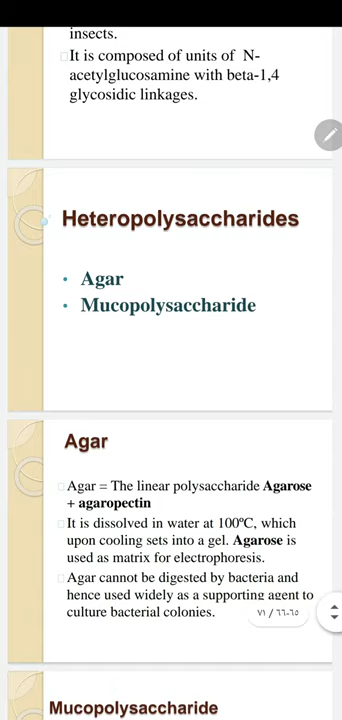 insects.
It is composed of units of N-
acetylglucosamine with beta-1,4
glycosidic linkages.
Heteropolysaccharides
• Agar
• Mucopolysaccharide
Agar
Agar = The linear polysaccharide Agarose
+ agaropectin
It is dissolved in water at 100ºC, which
upon cooling sets into a gel. Agarose is
used as matrix for electrophoresis.
Agar cannot be digested by bacteria and
hence used widely as a supporting agent to
culture bacterial colonies.
٧١ / ٦٦-٦٥
Mucopolysaccharide